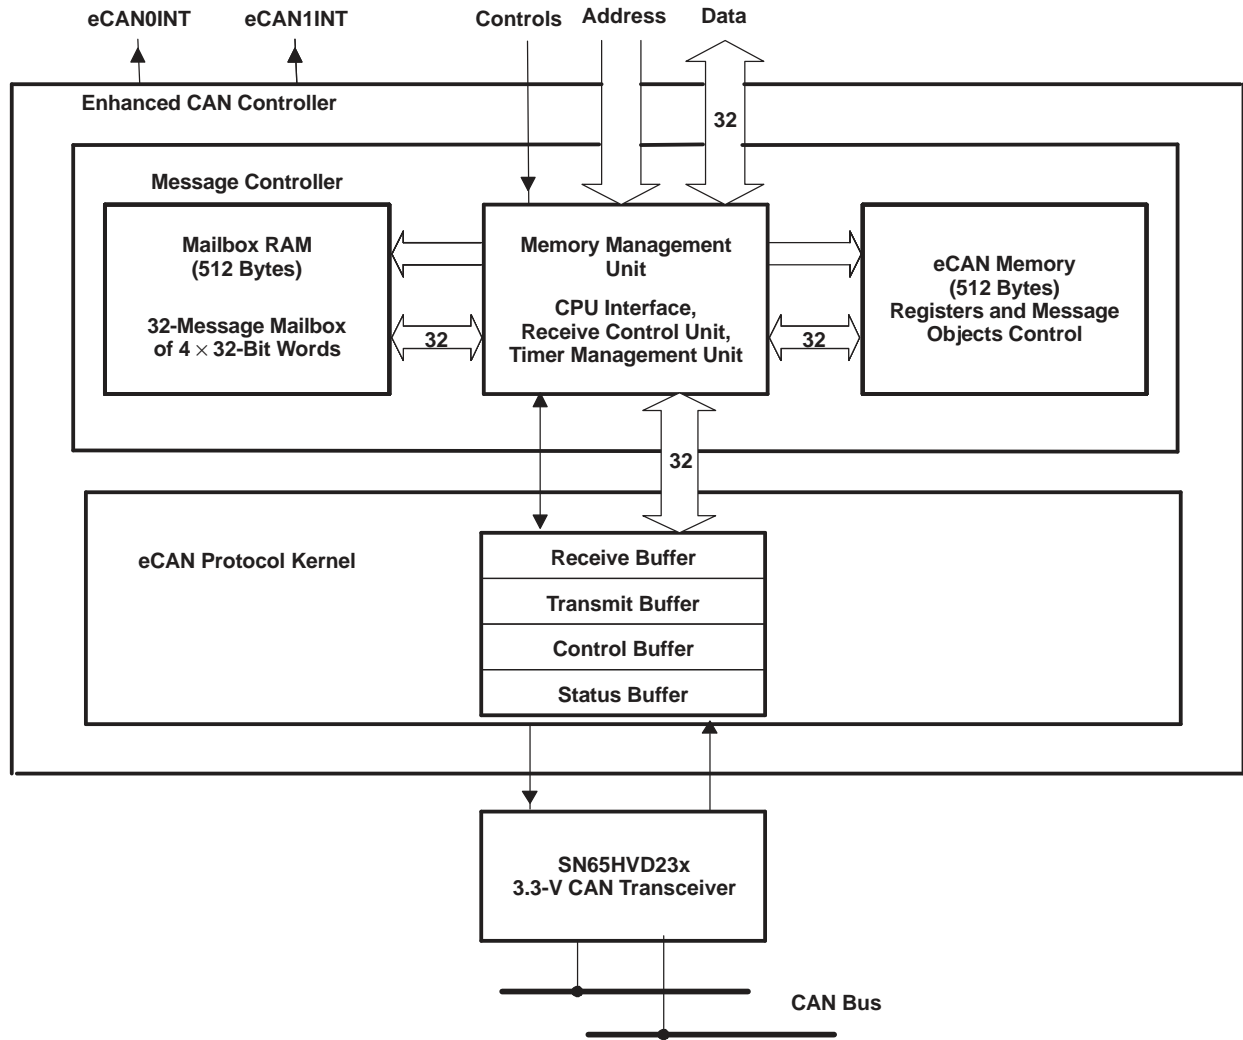 eCAN0INT
eCAN1INT
Controls
Address
Data
Enhanced CAN Controller
32
Message Controller
Mailbox RAM
(512 Bytes)
32-Message Mailbox
of 4 × 32-Bit Words
32
Memory Management
Unit
CPU Interface,
Receive Control Unit,
Timer Management Unit
32
eCAN Memory
(512 Bytes)
Registers and Message
Objects Control
32
eCAN Protocol Kernel
Receive Buffer
Transmit Buffer
Control Buffer
Status Buffer
SN65HVD23x
3.3-V CAN Transceiver
CAN Bus